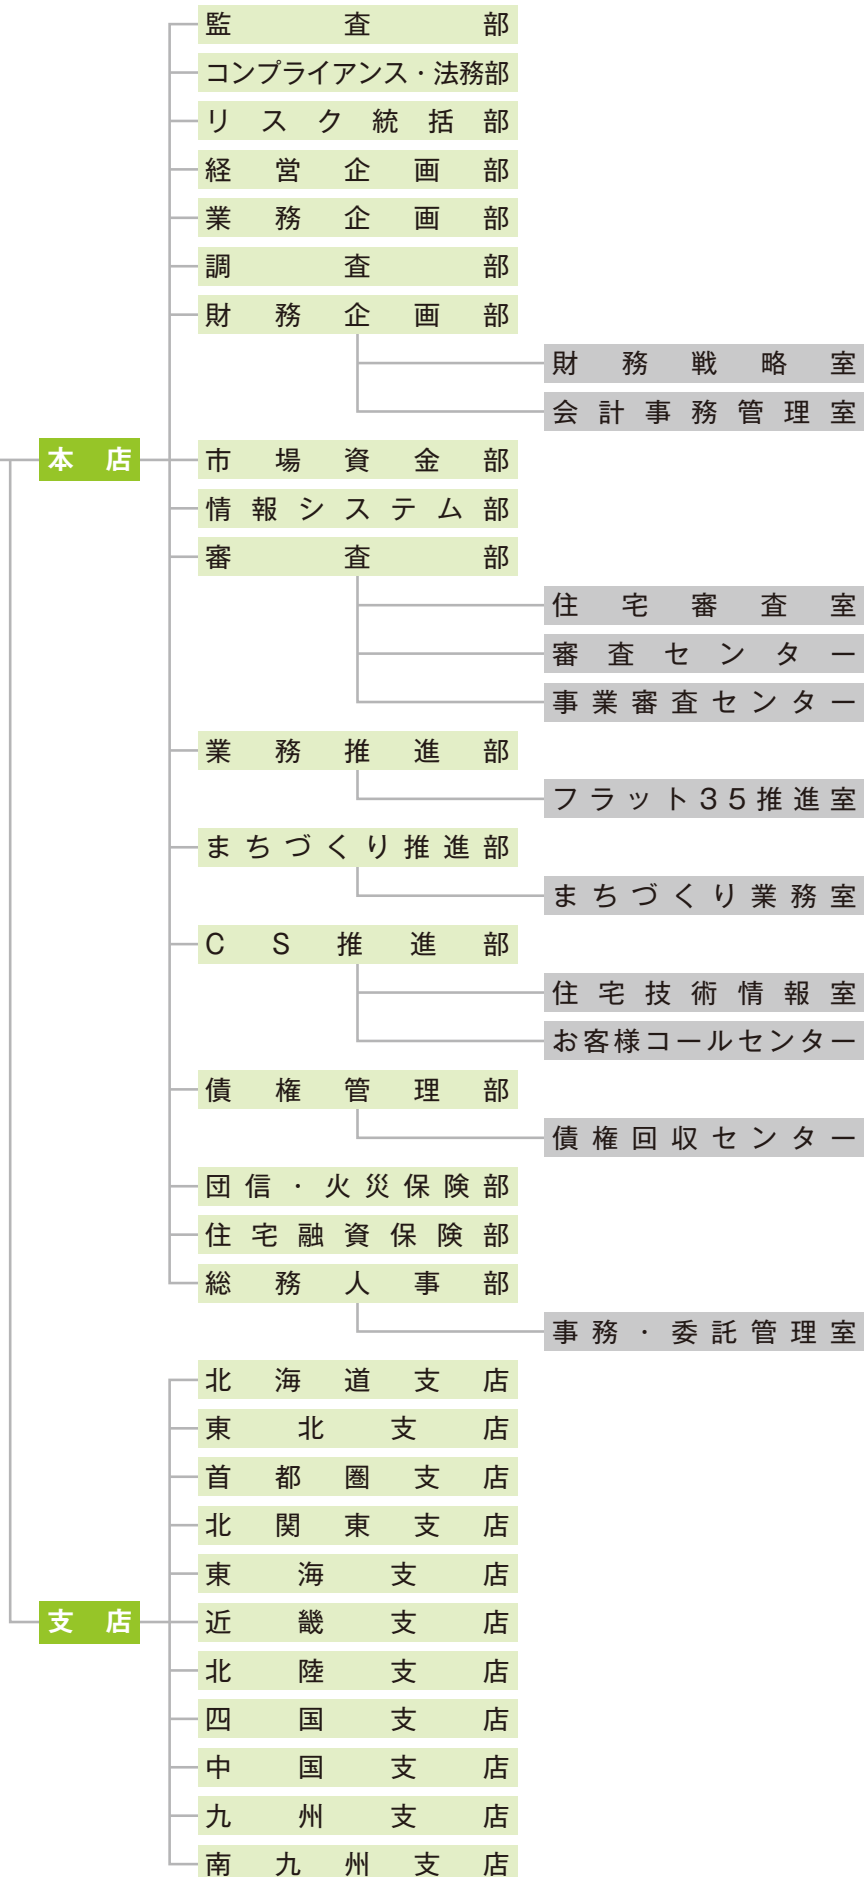 監査部
コンプライアンス・法務部
リスク統括部
経営企画部
業務企画部
調査部
財務企画部
財務戦略室
会計事務管理室
本店
市場資金部
情報システム部
審査部
住宅審査室
審査センター
事業審査センター
業務推進部
フラット35推進室
まちづくり推進部
まちづくり業務室
CS推進部
住宅技術情報室
お客様コールセンター
債権管理部
債権回収センター
団信・火災保険部
住宅融資保険部
総務人事部
事務・委託管理室
北海道支店
東北支店
首都圏支店
北関東支店
東海支店
支店
近畿支店
北陸支店
四国支店
中国支店
九州支店
南九州支店